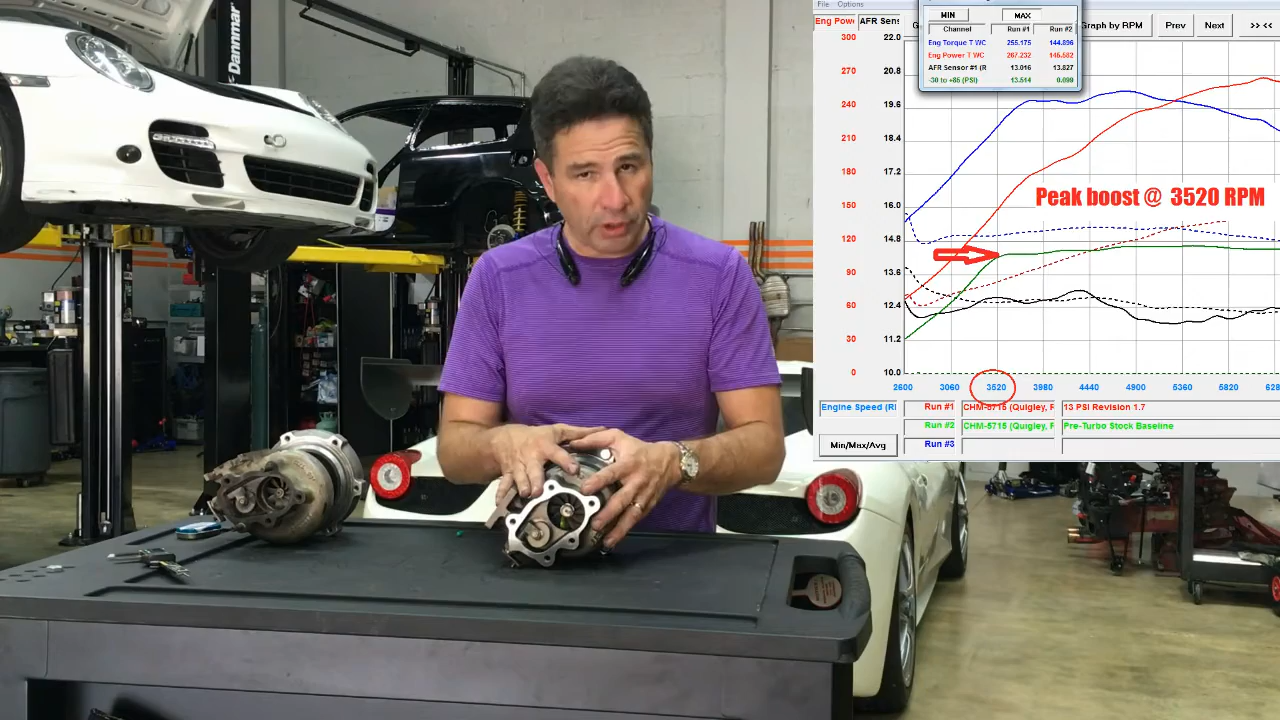 Dannmar
File Options
Eng Pow
AFR Sens
MIN MAX
Channel Run #1 Run #2
Eng Torque T WC 255.175 144.896
Eng Power T WC 267.232 146.582
AFR Sensor #1 (R 13.016 13.827
-30 to +85 (PSI) 13.514 0.099
Graph by RPM Prev Next >> <<
300 22.0
270 20.8
240 19.6
210 18.4
180 17.2
150 16.0
120 14.8
90 13.6
60 12.4
30 11.2
0 10.0
Peak boost @ 3520 RPM
2600 3060 3520 3980 4440 4900 5360 5820 628
Engine Speed (R Run #1 CHM-5715 (Quigley, F 13 PSI Revision 1.7
Run #2 CHM-5715 (Quigley, F Pre-Turbo Stock Baseline
Min/Max/Avg Run #3